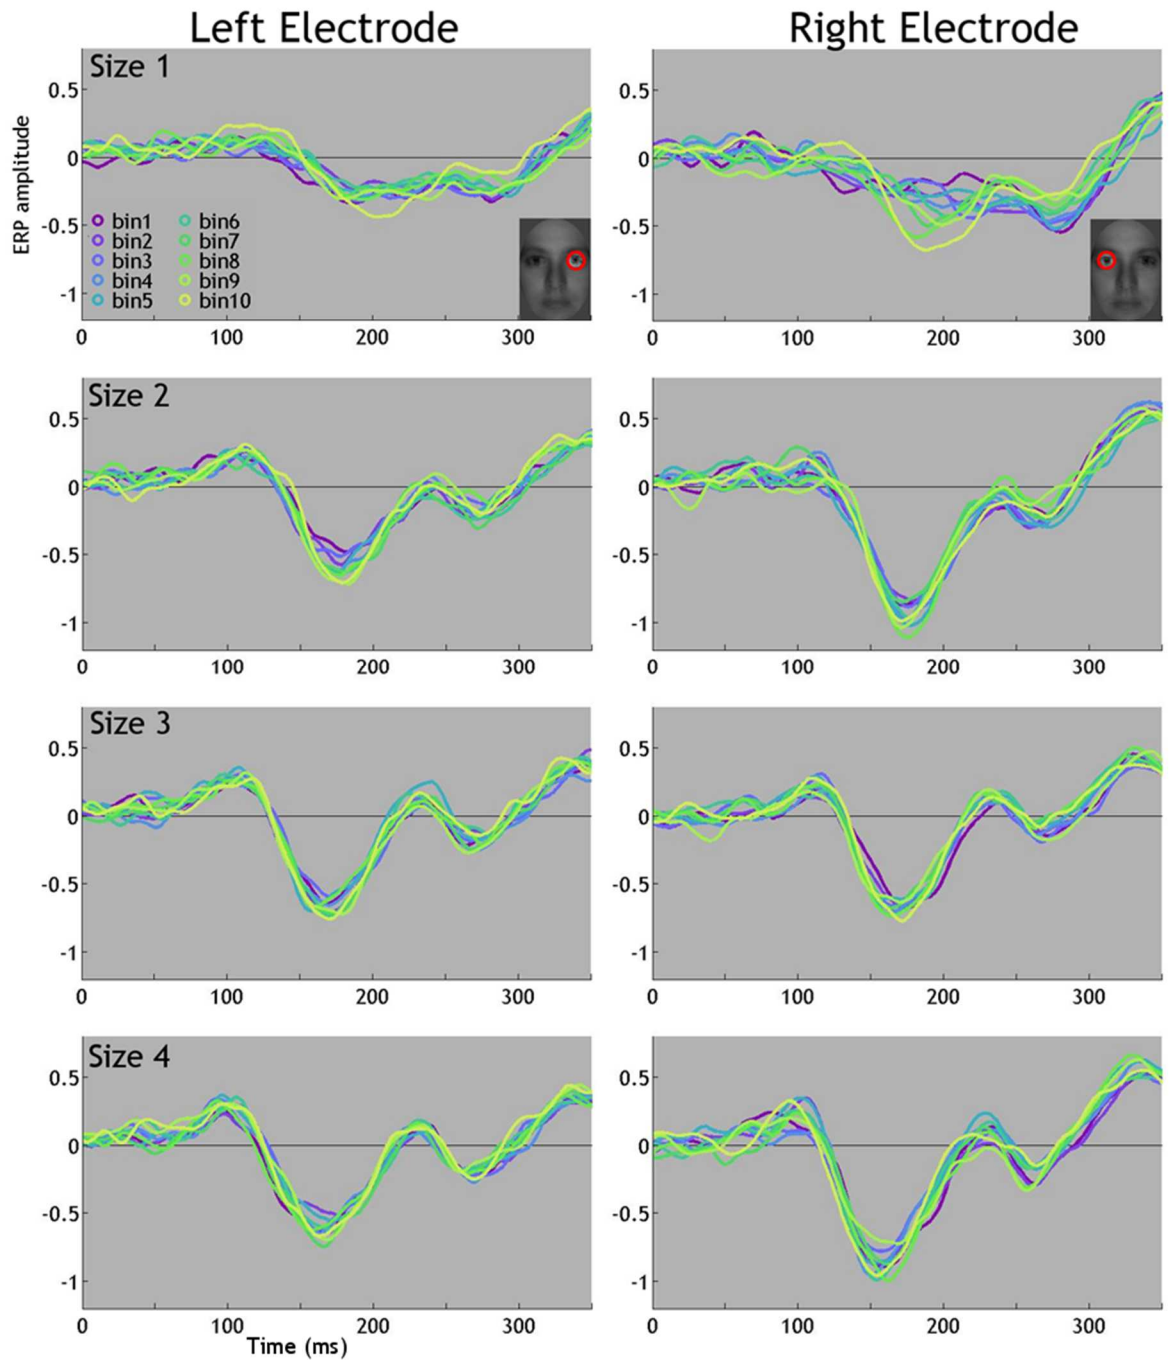 Left Electrode Right Electrode
Size 1
ERP amplitude
0.5 0 -0.5 -1
bin1 bin6
bin2 bin7
bin3 bin8
bin4 bin9
bin5 bin10
0 100 200 300
0.5 0 -0.5 -1
0 100 200 300
Size 2
0.5 0 -0.5 -1
0 100 200 300
0.5 0 -0.5 -1
0 100 200 300
Size 3
0.5 0 -0.5 -1
0 100 200 300
0.5 0 -0.5 -1
0 100 200 300
Size 4
0.5 0 -0.5 -1
0 100 200 300
Time (ms)
0.5 0 -0.5 -1
0 100 200 300